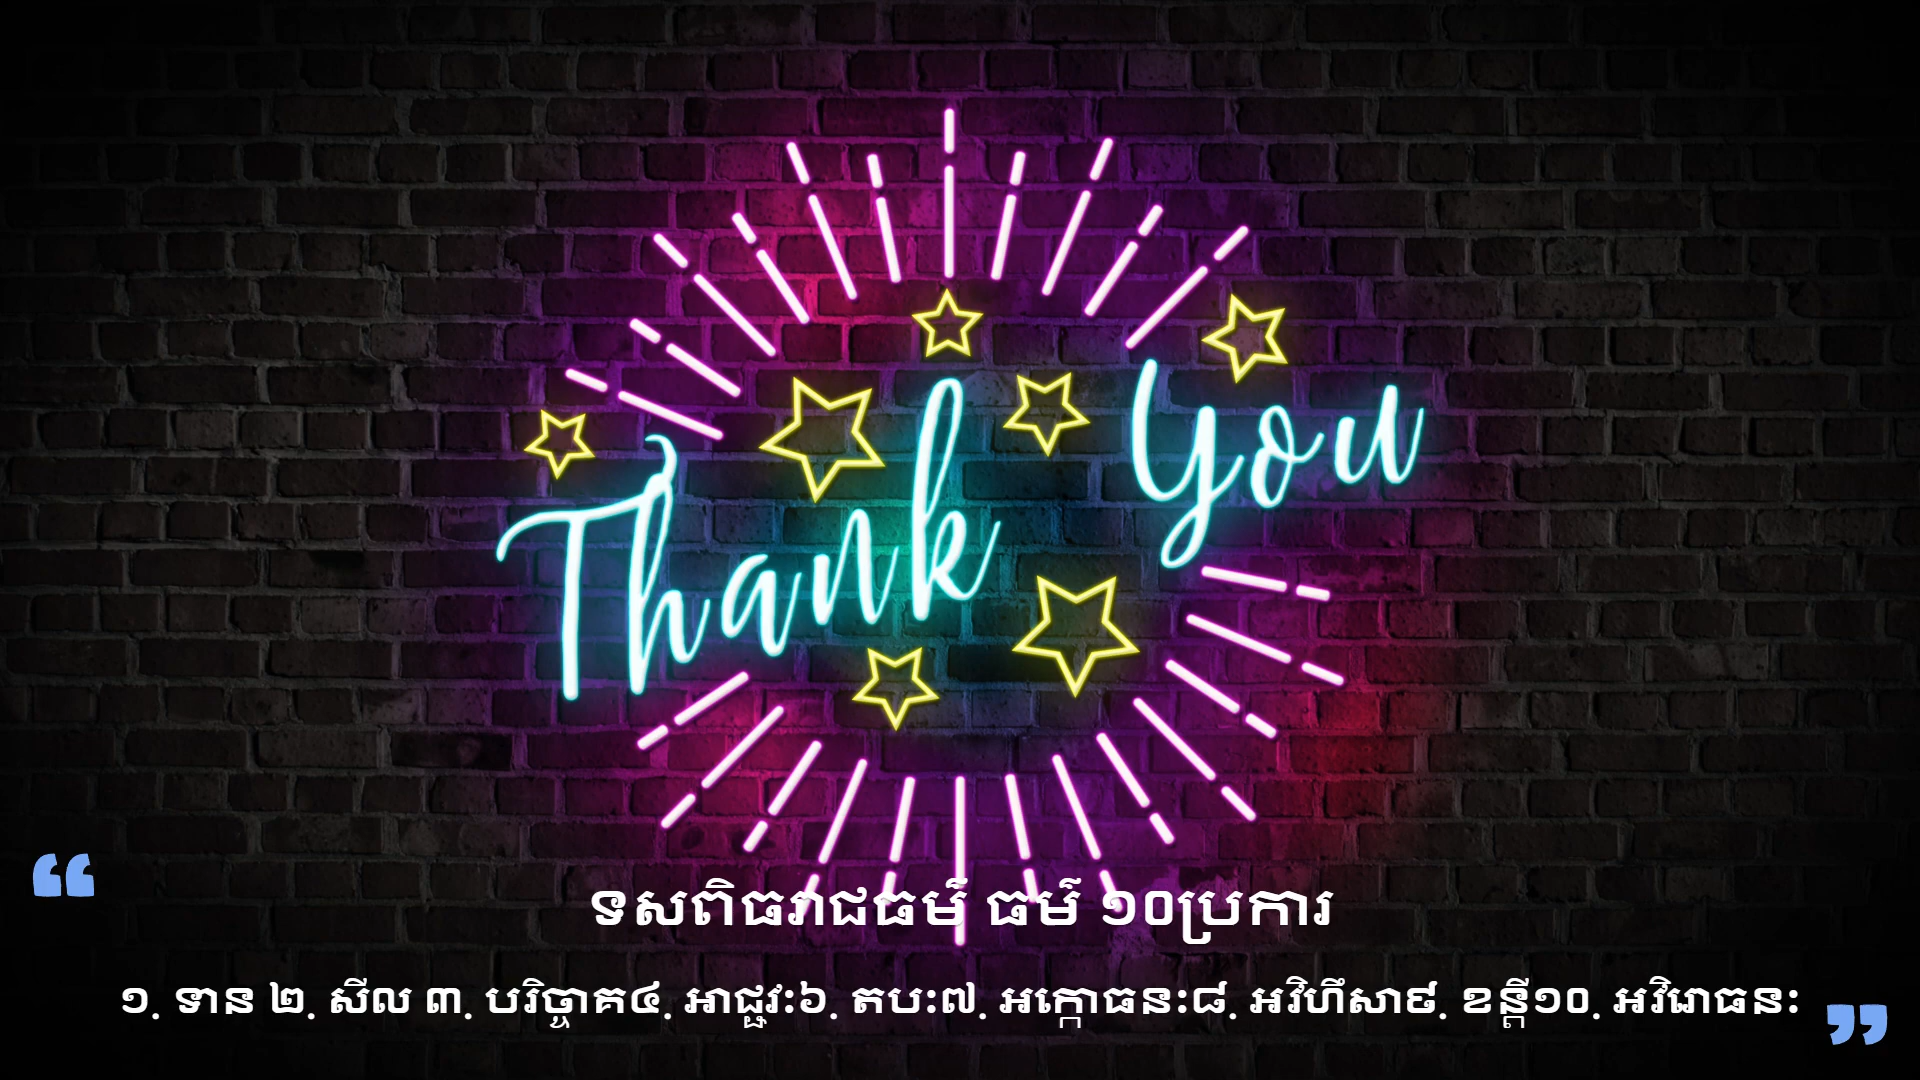 Thank You
“
ទសពិធរាជធម៌ ធម៌ ១០ប្រការ
១. ទាន ២. សីល ៣. បរិច្ចាគ៤. អាជ្ជវៈ៦. តបៈ៧. អក្កោធនៈ៨. អវិហឹសា៩. ខន្តី១០. អវិរោធនៈ
”